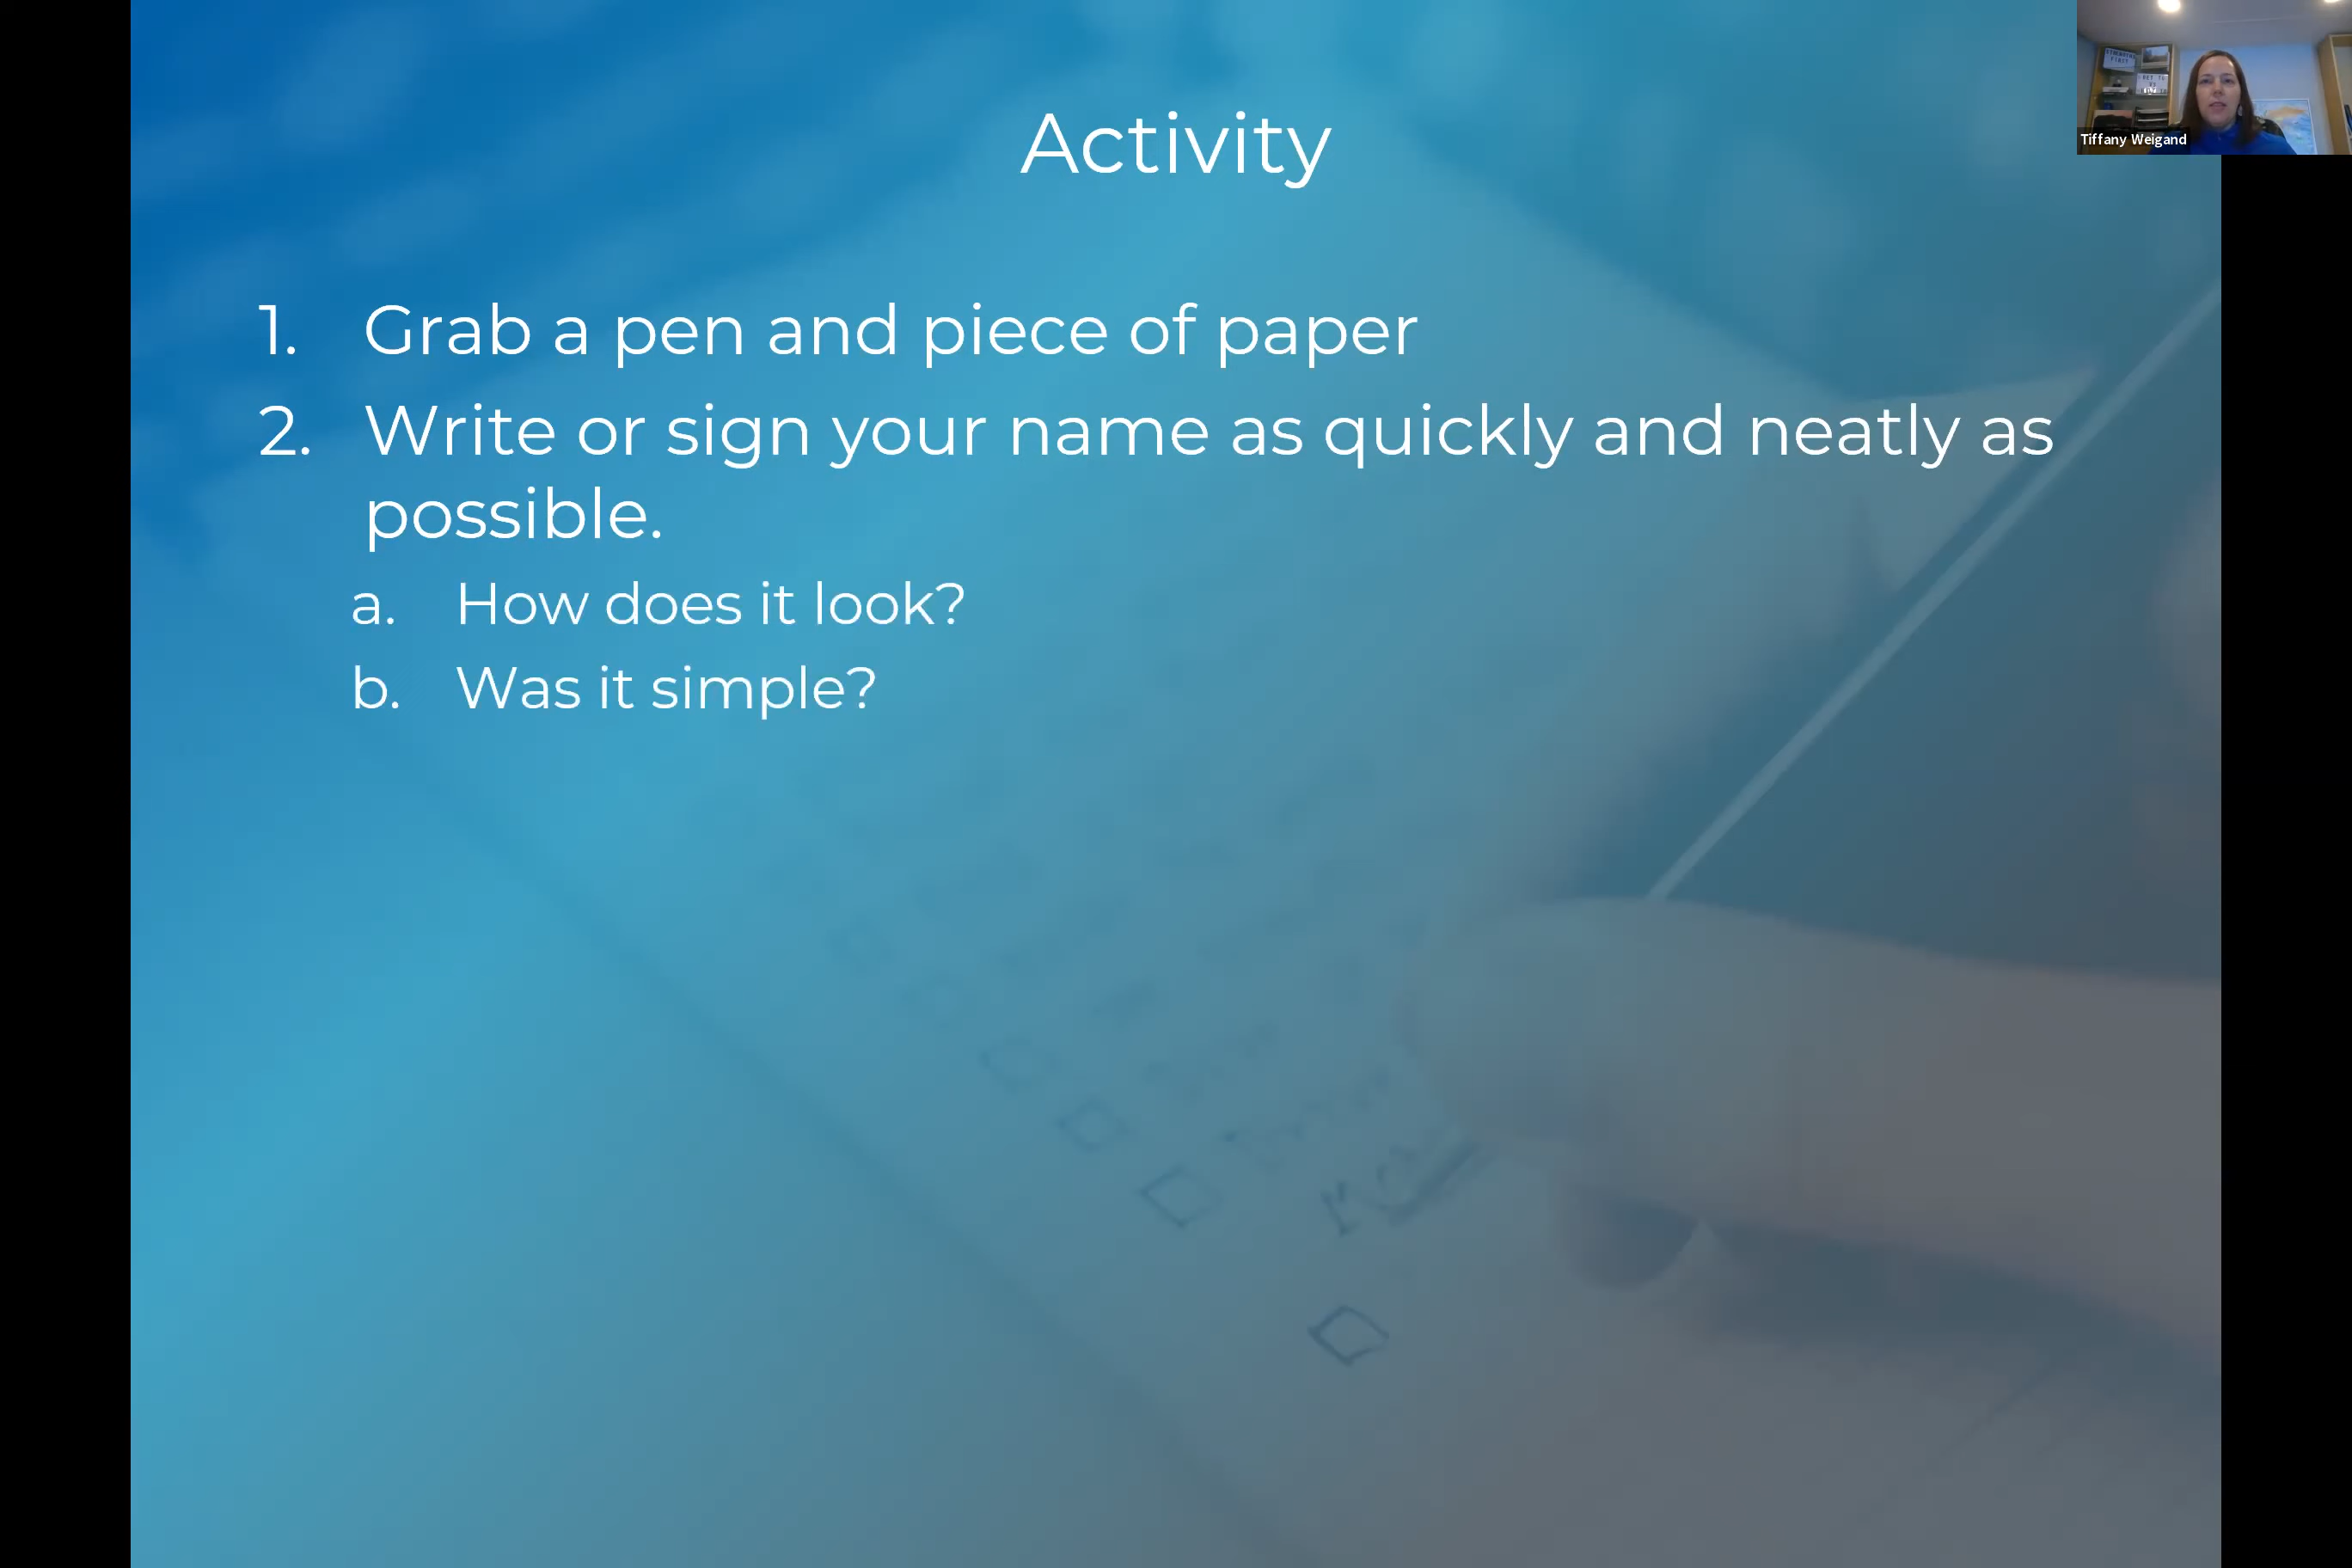 Activity
Tiffany Weigand
1. Grab a pen and piece of paper
2. Write or sign your name as quickly and neatly as
possible.
a. How does it look?
b. Was it simple?